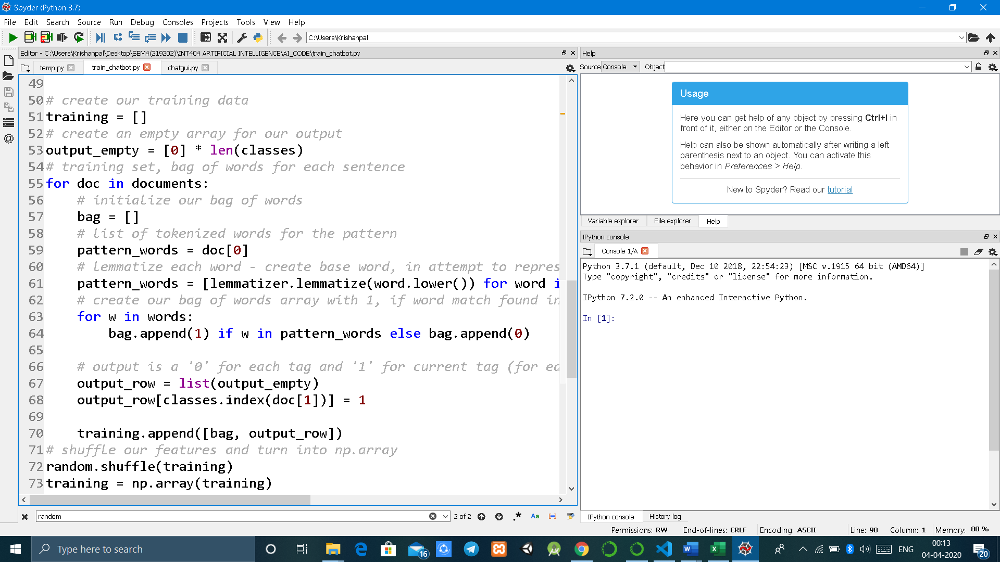 Spyder (Python 3.7)
File Edit Search Source Run Debug Consoles Projects Tools View Help
C:\Users\Krishanpal
Editor - C:\Users\Krishanpal\Desktop\SEM4(219202)\INT404 ARTIFICIAL INTELLIGENCE\AI_CODE\train_chatbot.py
temp.py train_chatbot.py chatgui.py
49
50 # create our training data
51 training = []
52 # create an empty array for our output
53 output_empty = [0] * len(classes)
54 # training set, bag of words for each sentence
55 for doc in documents:
56     # initialize our bag of words
57     bag = []
58     # list of tokenized words for the pattern
59     pattern_words = doc[0]
60     # lemmatize each word - create base word, in attempt to repres
61     pattern_words = [lemmatizer.lemmatize(word.lower()) for word i
62     # create our bag of words array with 1, if word match found in
63     for w in words:
64         bag.append(1) if w in pattern_words else bag.append(0)
65
66     # output is a '0' for each tag and '1' for current tag (for ea
67     output_row = list(output_empty)
68     output_row[classes.index(doc[1])] = 1
69
70     training.append([bag, output_row])
71 # shuffle our features and turn into np.array
72 random.shuffle(training)
73 training = np.array(training)
random 2 of 2 .* Aa
Help
Source Console Object
Usage
Here you can get help of any object by pressing Ctrl+I in
front of it, either on the Editor or the Console.
Help can also be shown automatically after writing a left
parenthesis next to an object. You can activate this
behavior in Preferences > Help.
New to Spyder? Read our tutorial
Variable explorer File explorer Help
IPython console
Console 1/A
Python 3.7.1 (default, Dec 10 2018, 22:54:23) [MSC v.1915 64 bit (AMD64)]
Type "copyright", "credits" or "license" for more information.
IPython 7.2.0 -- An enhanced Interactive Python.
In [1]:
IPython console History log
Permissions: RW End-of-lines: CRLF Encoding: ASCII Line: 98 Column: 1 Memory: 80 %
Type here to search 16 ENG 00:13
04-04-2020 20